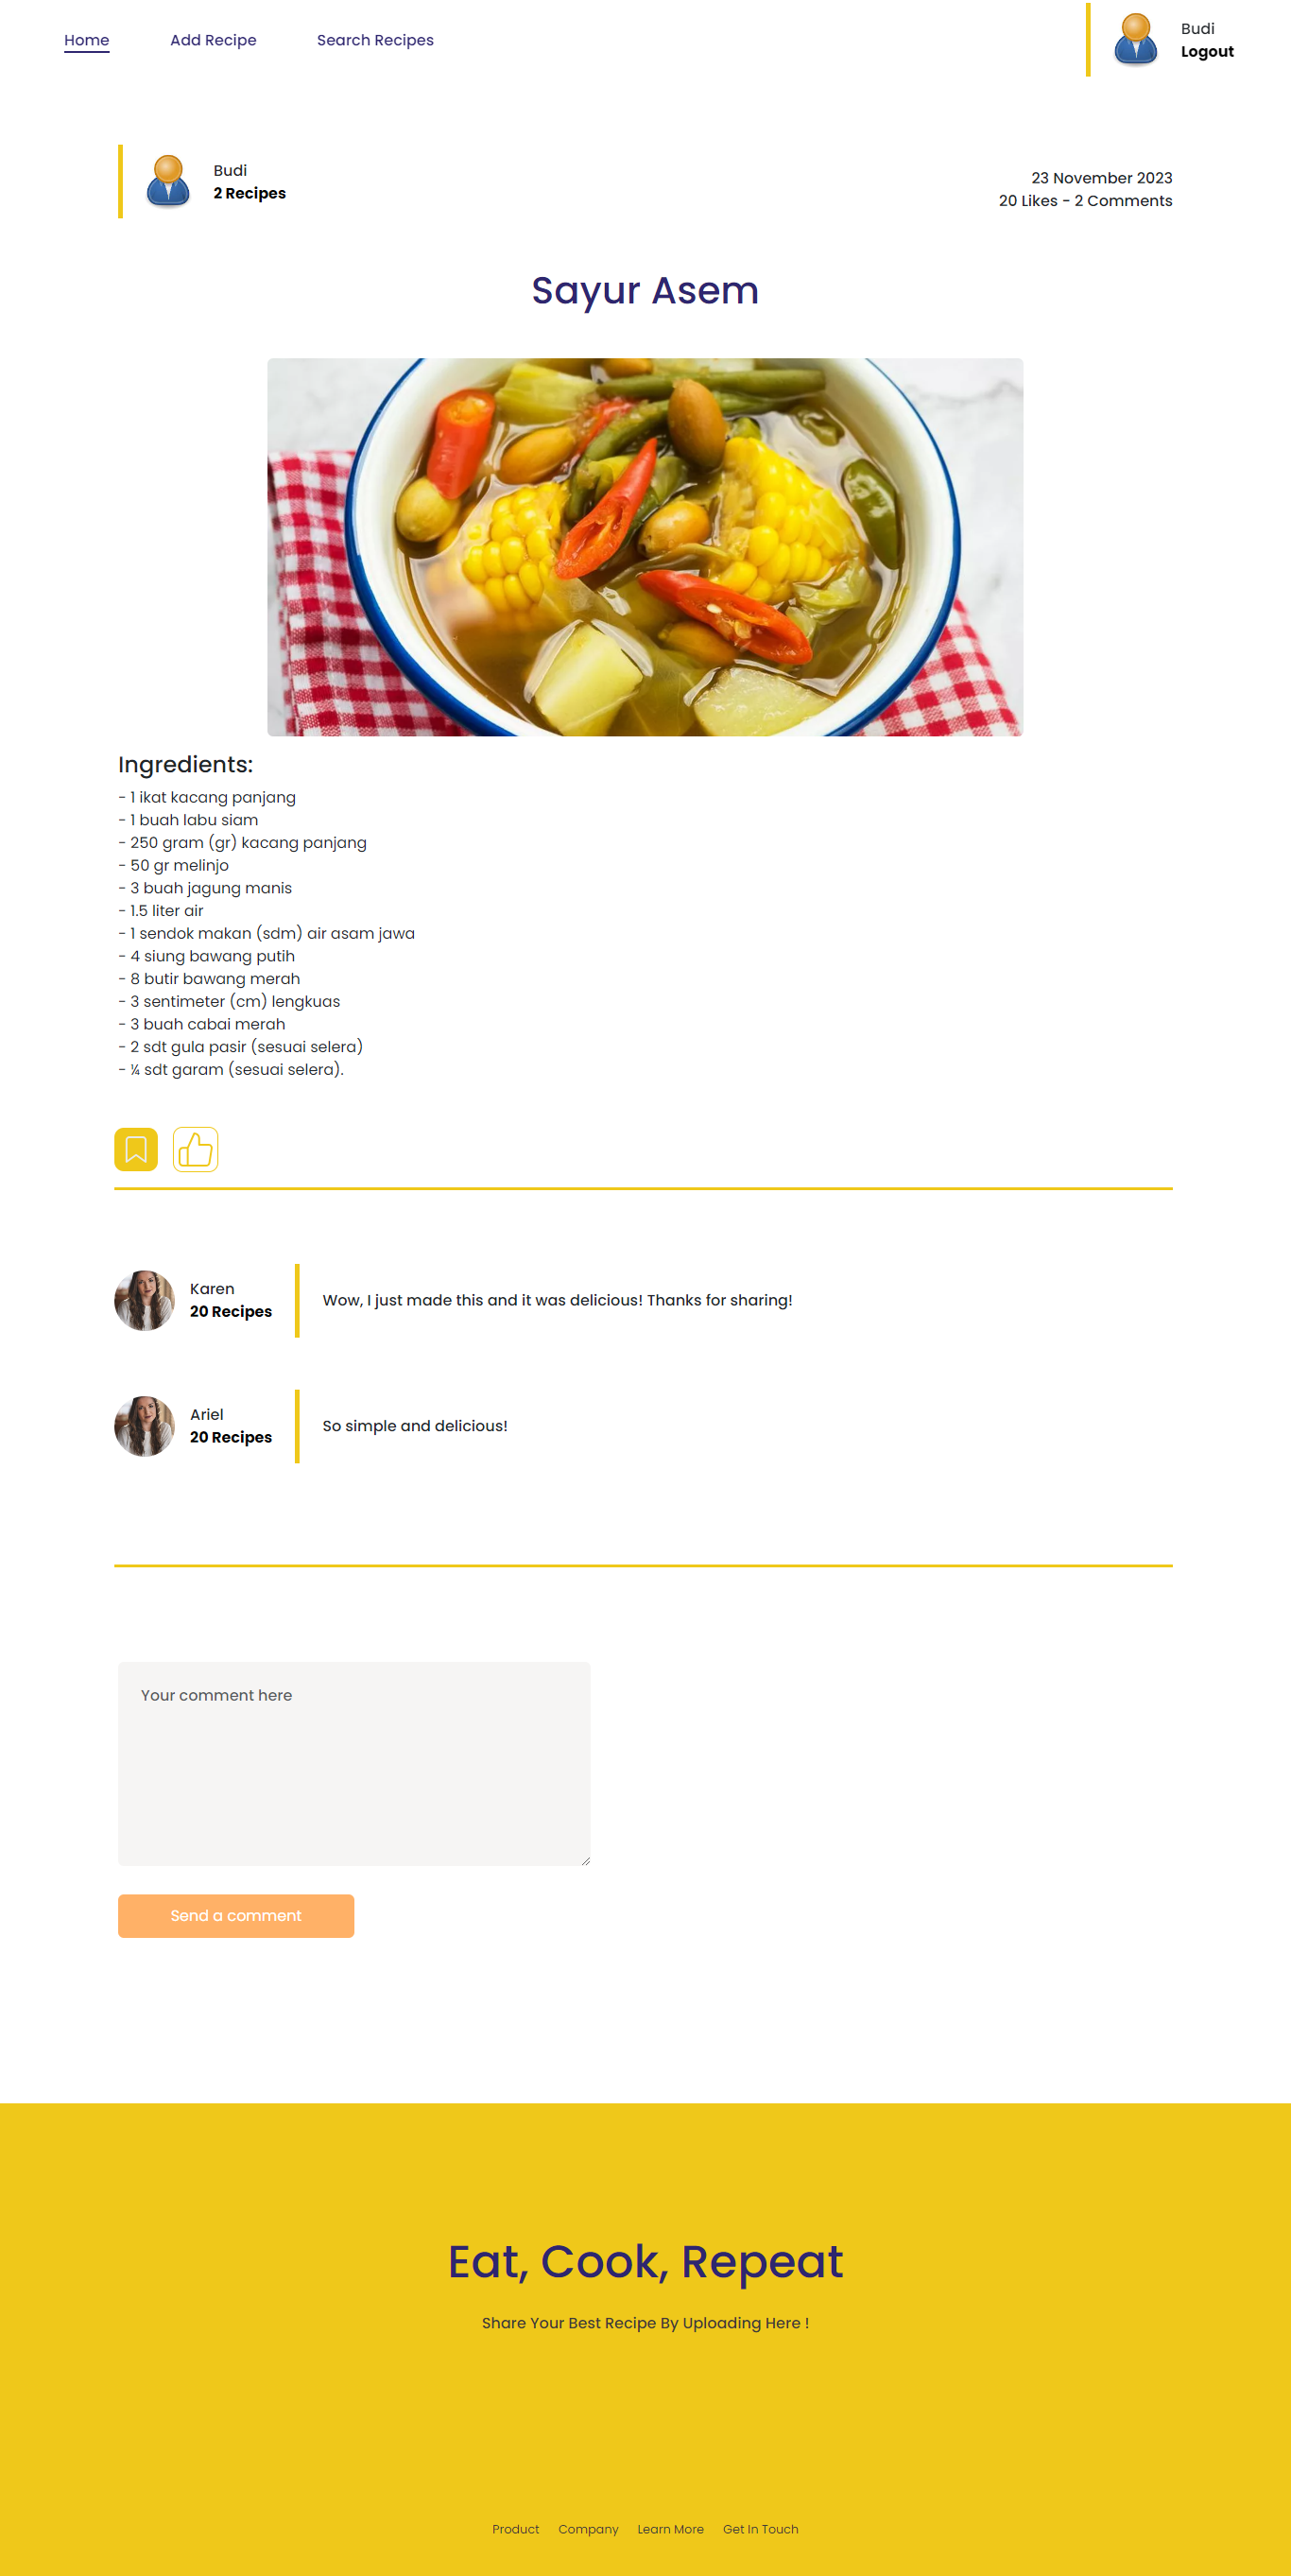 Home Add Recipe Search Recipes
Budi
Logout
Budi
2 Recipes
23 November 2023
20 Likes - 2 Comments
Sayur Asem
Ingredients:
- 1 ikat kacang panjang
- 1 buah labu siam
- 250 gram (gr) kacang panjang
- 50 gr melinjo
- 3 buah jagung manis
- 1.5 liter air
- 1 sendok makan (sdm) air asam jawa
- 4 siung bawang putih
- 8 butir bawang merah
- 3 sentimeter (cm) lengkuas
- 3 buah cabai merah
- 2 sdt gula pasir (sesuai selera)
- ¼ sdt garam (sesuai selera).
Karen
20 Recipes
Wow, I just made this and it was delicious! Thanks for sharing!
Ariel
20 Recipes
So simple and delicious!
Your comment here
Send a comment
Eat, Cook, Repeat
Share Your Best Recipe By Uploading Here !
Product Company Learn More Get In Touch